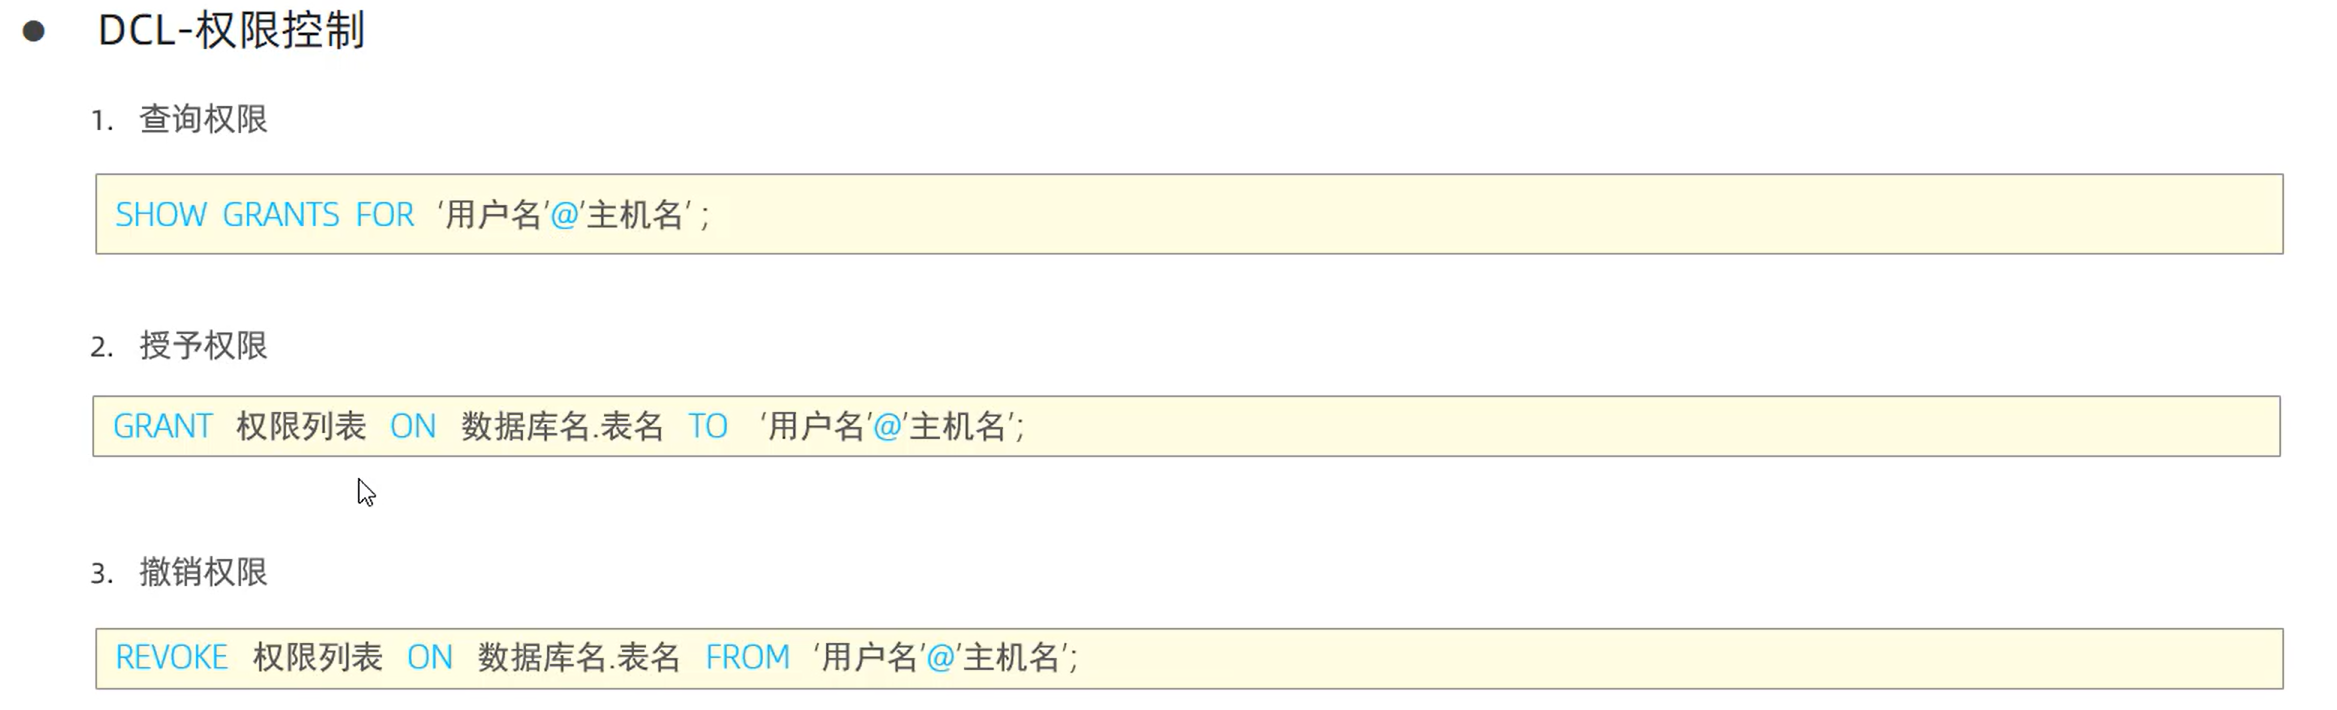 ● DCL-权限控制
1. 查询权限
SHOW GRANTS FOR ‘用户名’@’主机名’ ;
2. 授予权限
GRANT 权限列表 ON 数据库名.表名 TO ‘用户名’@’主机名’;
3. 撤销权限
REVOKE 权限列表 ON 数据库名.表名 FROM ‘用户名’@’主机名’;